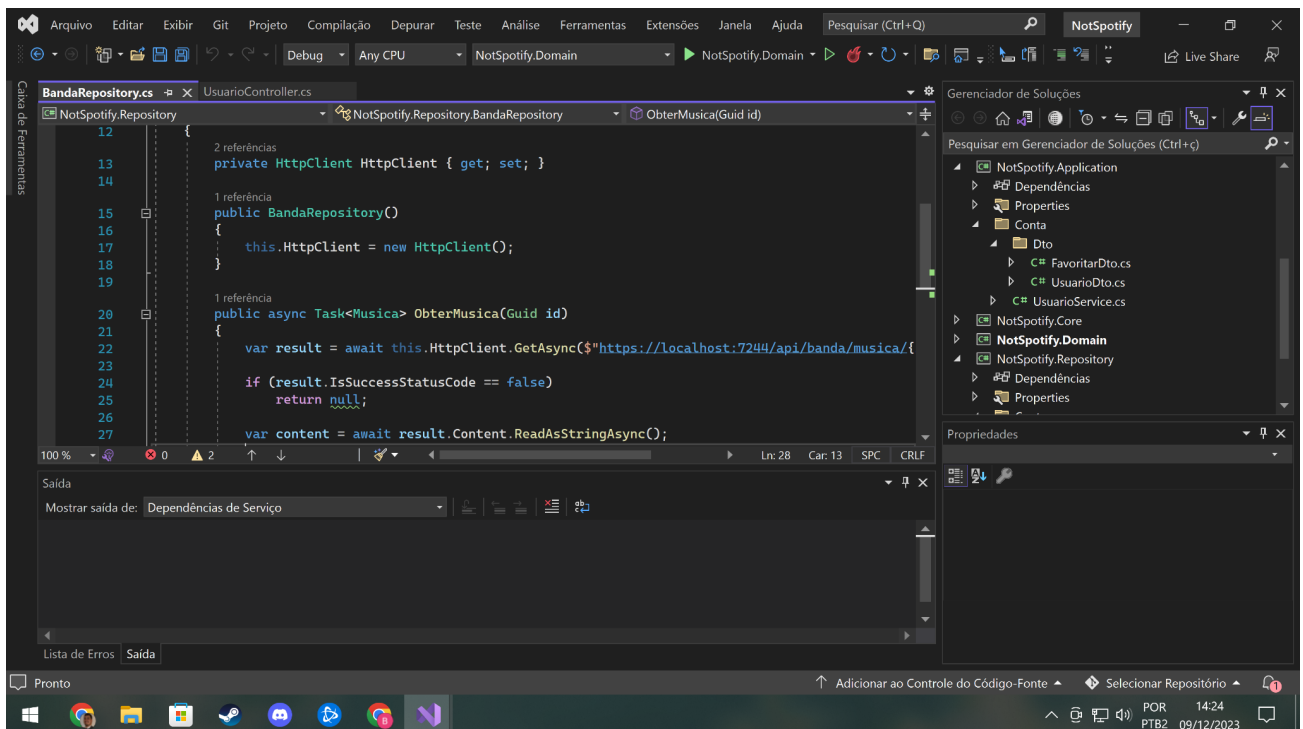 Arquivo Editar Exibir Git Projeto Compilação Depurar Teste Análise Ferramentas Extensões Janela Ajuda Pesquisar (Ctrl+Q) NotSpotify
Debug Any CPU NotSpotify.Domain NotSpotify.Domain Live Share
Caixa de Ferramentas
BandaRepository.cs UsuarioController.cs
NotSpotify.Repository NotSpotify.Repository.BandaRepository ObterMusica(Guid id)
12 {
2 referências
13 private HttpClient HttpClient { get; set; }
14
1 referência
15 public BandaRepository()
16 {
17 this.HttpClient = new HttpClient();
18 }
19
1 referência
20 public async Task<Musica> ObterMusica(Guid id)
21 {
22 var result = await this.HttpClient.GetAsync($"https://localhost:7244/api/banda/musica/{
23
24 if (result.IsSuccessStatusCode == false)
25 return null;
26
27 var content = await result.Content.ReadAsStringAsync();
100 % 0 2 Ln: 28 Car: 13 SPC CRLF
Saída
Mostrar saída de: Dependências de Serviço
Lista de Erros Saída
Gerenciador de Soluções
Pesquisar em Gerenciador de Soluções (Ctrl+ç)
C# NotSpotify.Application
Dependências
Properties
Conta
Dto
C# FavoritarDto.cs
C# UsuarioDto.cs
C# UsuarioService.cs
C# NotSpotify.Core
C# NotSpotify.Domain
C# NotSpotify.Repository
Dependências
Properties
Propriedades
Pronto Adicionar ao Controle do Código-Fonte Selecionar Repositório 1
POR 14:24
PTB2 09/12/2023